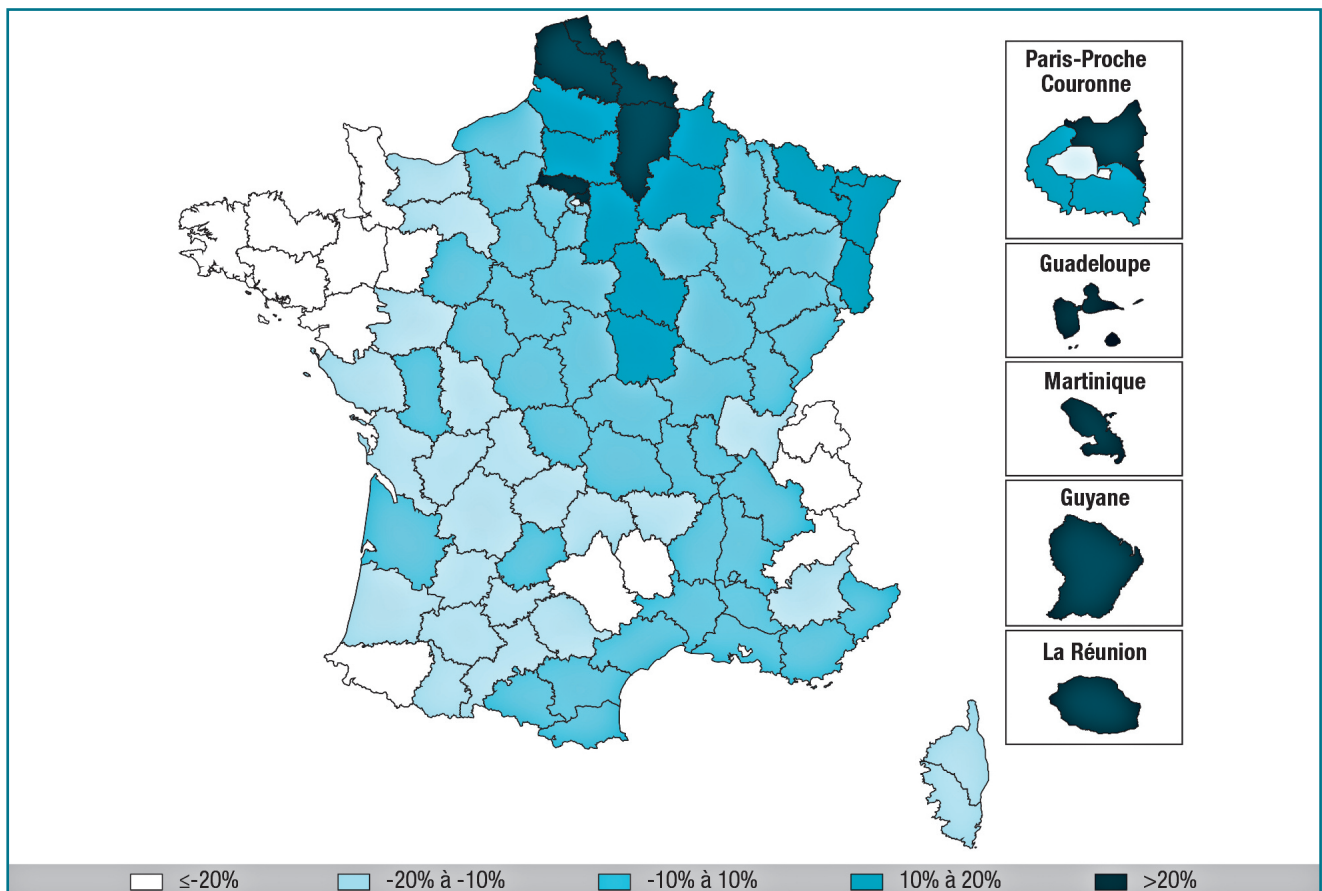 Paris-Proche
Couronne
Guadeloupe
Martinique
Guyane
La Réunion
≤-20%
-20% à -10%
-10% à 10%
10% à 20%
>20%